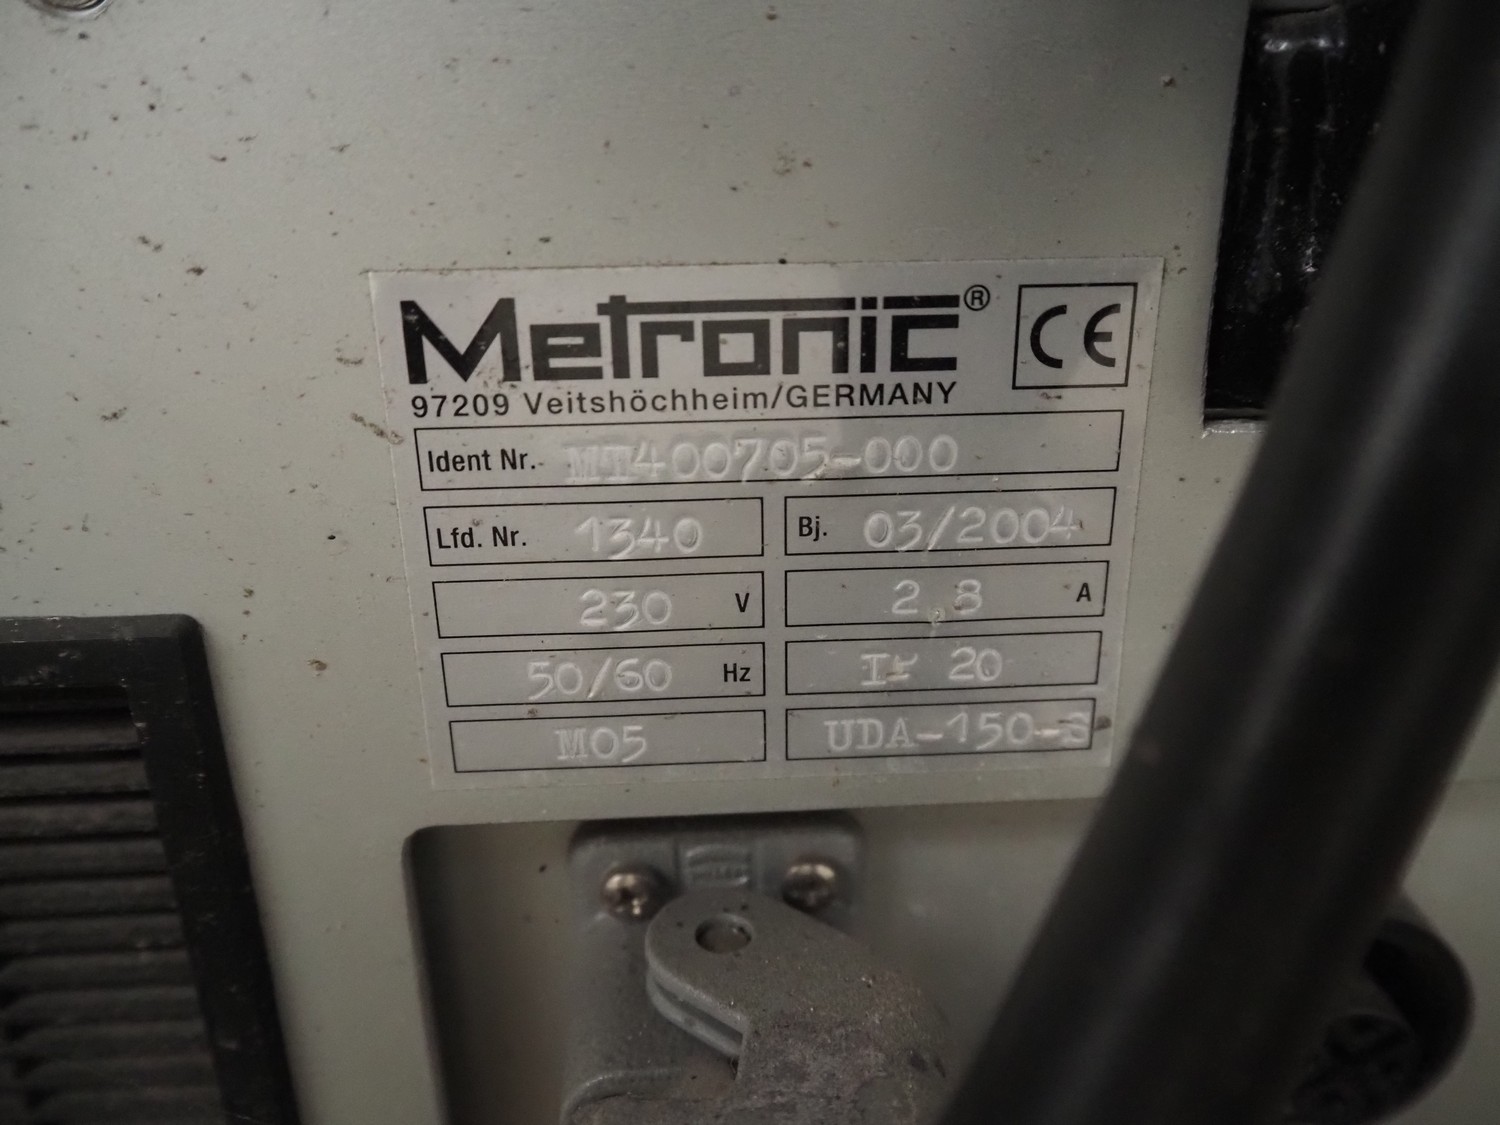 Metronic®
CE
97209 Veitshöchheim/GERMANY
Ident Nr. MT400705-000
Lfd. Nr. 1340 Bj. 03/2004
230 V 2,8 A
50/60 Hz IP 20
M05 UDA-150-S